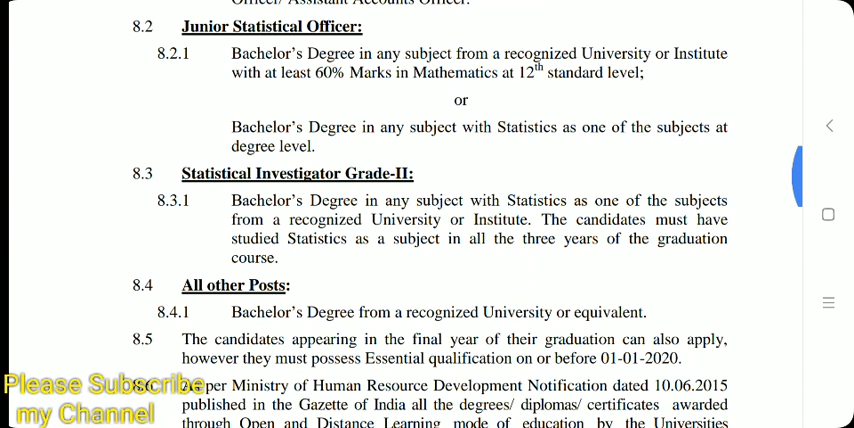 Officer/ Assistant Accounts Officer.
8.2 Junior Statistical Officer:
8.2.1 Bachelor’s Degree in any subject from a recognized University or Institute
with at least 60% Marks in Mathematics at 12th standard level;
or
Bachelor’s Degree in any subject with Statistics as one of the subjects at
degree level.
8.3 Statistical Investigator Grade-II:
8.3.1 Bachelor’s Degree in any subject with Statistics as one of the subjects
from a recognized University or Institute. The candidates must have
studied Statistics as a subject in all the three years of the graduation
course.
8.4 All other Posts:
8.4.1 Bachelor’s Degree from a recognized University or equivalent.
8.5 The candidates appearing in the final year of their graduation can also apply,
however they must possess Essential qualification on or before 01-01-2020.
8.6 As per Ministry of Human Resource Development Notification dated 10.06.2015
published in the Gazette of India all the degrees/ diplomas/ certificates awarded
through Open and Distance Learning mode of education by the Universities
Please Subscribe
my Channel